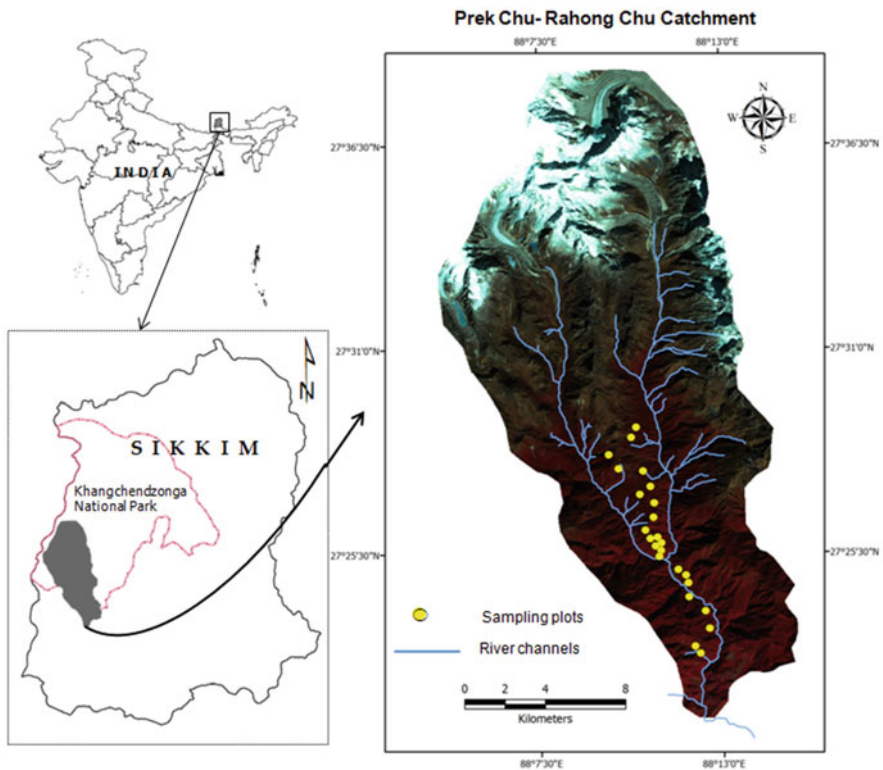 Prek Chu- Rahong Chu Catchment
88°7'30"E
88°13'0"E
N
W
E
S
INDIA
27°36'30"N
27°36'30"N
27°31'0"N
27°31'0"N
N
SIKKIM
Khangchendzonga
National Park
27°25'30"N
27°25'30"N
Sampling plots
River channels
0 2 4 8
Kilometers
88°7'30"E
88°13'0"E